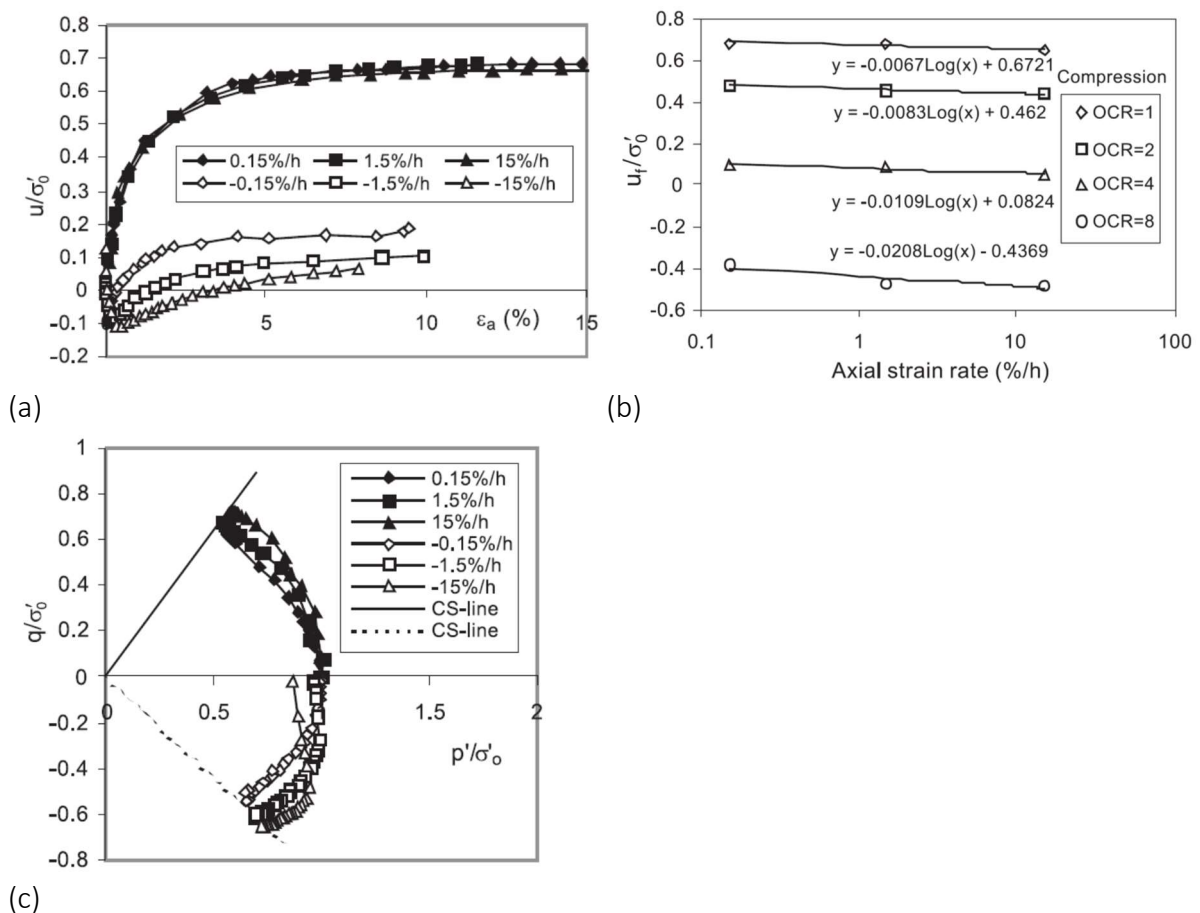 0.8
0.7
0.6
0.5
0.4
0.3
0.2
0.1
0
-0.1
-0.2
u/σ′₀
0.15%/h 1.5%/h 15%/h
-0.15%/h -1.5%/h -15%/h
5 10 15
εₐ (%)
(a)
0.8
0.6
0.4
0.2
0
-0.2
-0.4
-0.6
u_f/σ′₀
y = -0.0067Log(x) + 0.6721
y = -0.0083Log(x) + 0.462
y = -0.0109Log(x) + 0.0824
y = -0.0208Log(x) - 0.4369
Compression
OCR=1
OCR=2
OCR=4
OCR=8
0.1 1 10 100
Axial strain rate (%/h)
(b)
1
0.8
0.6
0.4
0.2
0
-0.2
-0.4
-0.6
-0.8
q/σ′₀
0.15%/h
1.5%/h
15%/h
-0.15%/h
-1.5%/h
-15%/h
CS-line
CS-line
0 0.5 1 1.5 2
p'/σ'ₒ
(c)